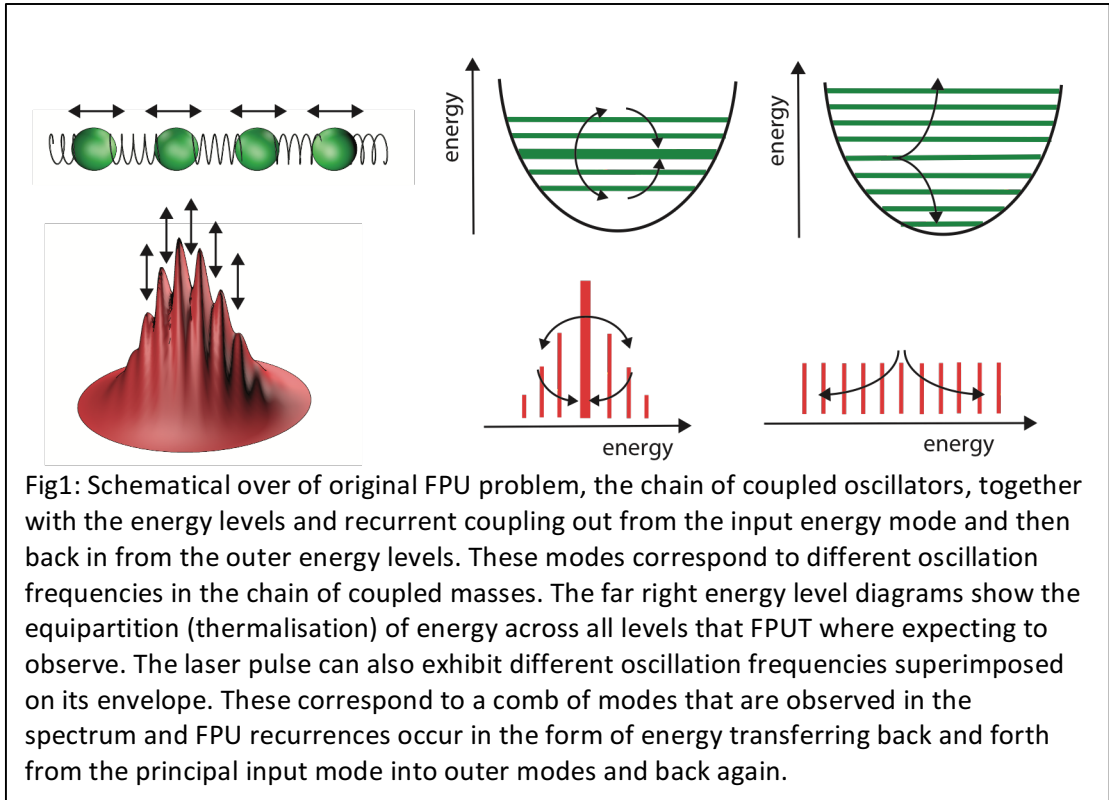 energy
energy
energy
energy
Fig1: Schematical over of original FPU problem, the chain of coupled oscillators, together
with the energy levels and recurrent coupling out from the input energy mode and then
back in from the outer energy levels. These modes correspond to different oscillation
frequencies in the chain of coupled masses. The far right energy level diagrams show the
equipartition (thermalisation) of energy across all levels that FPUT where expecting to
observe. The laser pulse can also exhibit different oscillation frequencies superimposed
on its envelope. These correspond to a comb of modes that are observed in the
spectrum and FPU recurrences occur in the form of energy transferring back and forth
from the principal input mode into outer modes and back again.